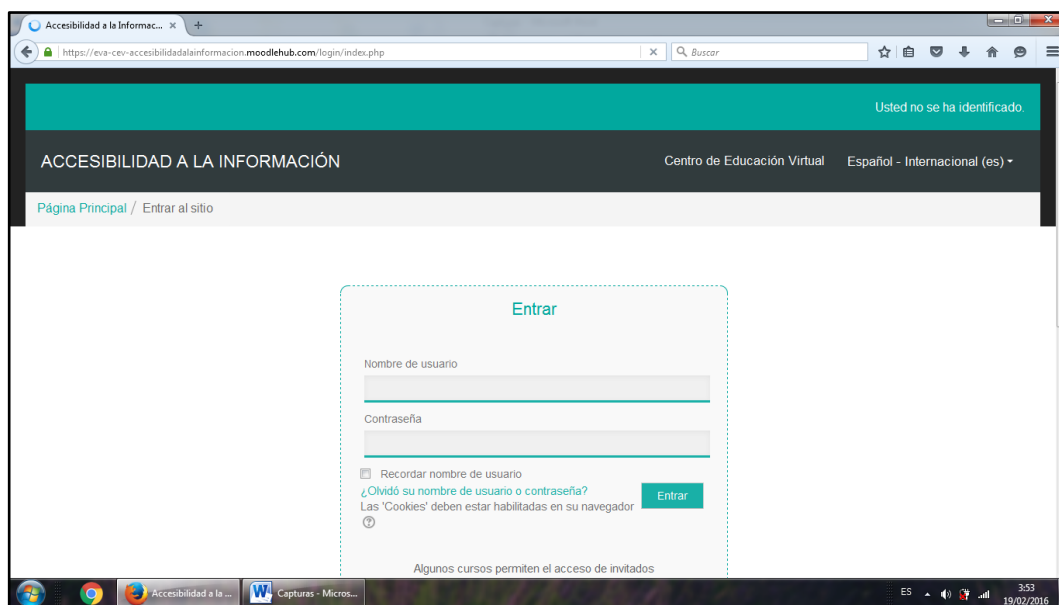 Accesibilidad a la Informac...
https://eva-cev-accesibilidadalainformacion.moodlehub.com/login/index.php
Buscar
Usted no se ha identificado.
ACCESIBILIDAD A LA INFORMACIÓN
Centro de Educación Virtual
Español - Internacional (es)
Página Principal / Entrar al sitio
Entrar
Nombre de usuario
Contraseña
Recordar nombre de usuario
¿Olvidó su nombre de usuario o contraseña?
Entrar
Las 'Cookies' deben estar habilitadas en su navegador
Algunos cursos permiten el acceso de invitados
Accesibilidad a la ...
Capturas - Micros...
ES
3:53
19/02/2016